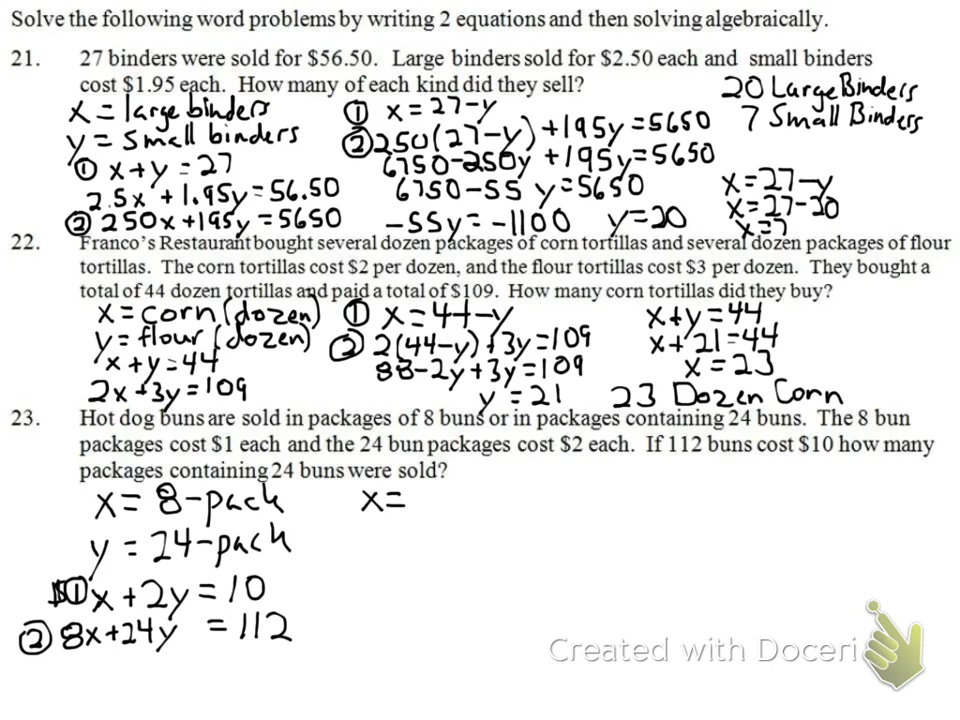 Solve the following word problems by writing 2 equations and then solving algebraically.
21. 27 binders were sold for $56.50. Large binders sold for $2.50 each and small binders
cost $1.95 each. How many of each kind did they sell?
20 Large Binders
7 Small Binders
x = large binders
y = small binders
① x+y=27
2.5x + 1.95y=56.50
② 250x+195y=5650
① x=27-y
② 250(27-y)+195y=5650
6750-250y+195y=5650
6750-55y=5650
-55y=-1100 y=20
x=27-y
x=27-20
x=7
22. Franco's Restaurant bought several dozen packages of corn tortillas and several dozen packages of flour
tortillas. The corn tortillas cost $2 per dozen, and the flour tortillas cost $3 per dozen. They bought a
total of 44 dozen tortillas and paid a total of $109. How many corn tortillas did they buy?
x=corn (dozen)
y=flour (dozen)
x+y=44
2x+3y=109
① x=44-y
② 2(44-y)+3y=109
88-2y+3y=109
y=21
x+y=44
x+21=44
x=23
23 Dozen Corn
23. Hot dog buns are sold in packages of 8 buns or in packages containing 24 buns. The 8 bun
packages cost $1 each and the 24 bun packages cost $2 each. If 112 buns cost $10 how many
packages containing 24 buns were sold?
x= 8-pack
y=24-pack
① x+2y=10
② 8x+24y=112
x=
Created with Doceri